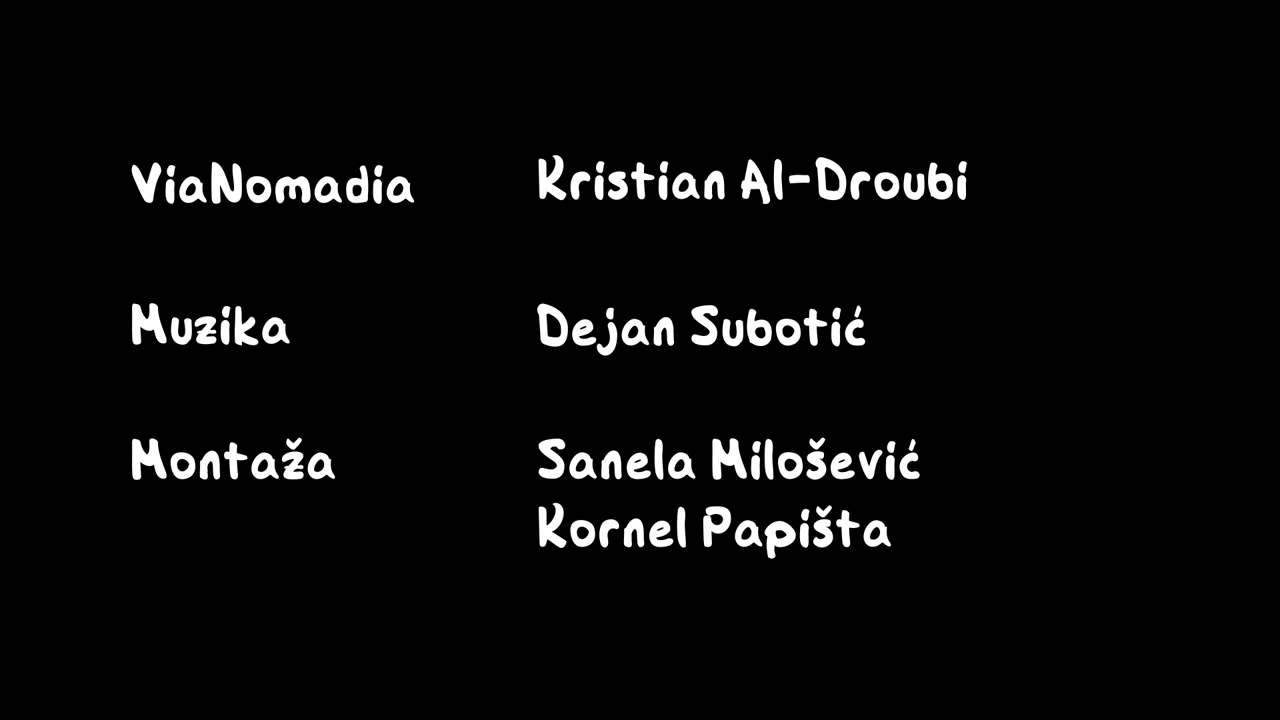 ViaNomadia Kristian Al-Droubi
Muzika Dejan Subotić
Montaža Sanela Milošević
Kornel Papišta